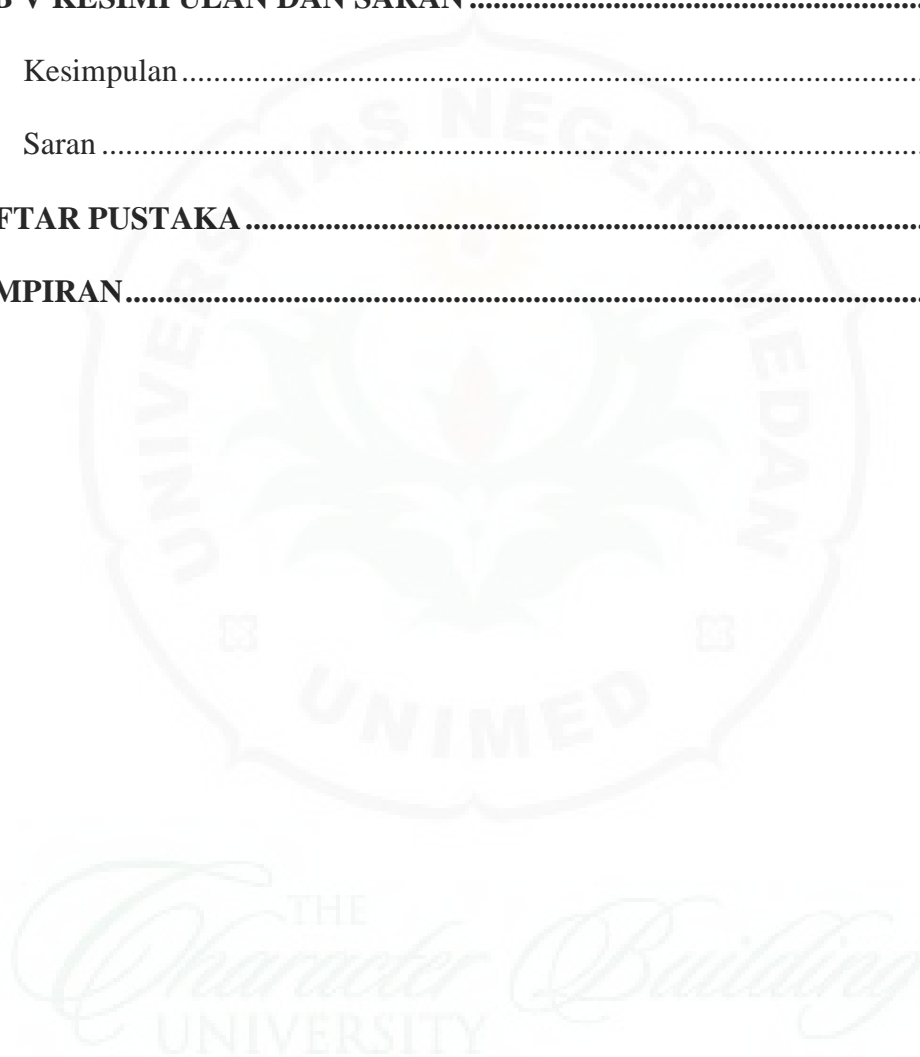 B V KESIMPULAN DAN SARAN ........................................................
Kesimpulan ............................................................................................
Saran ......................................................................................................
FTAR PUSTAKA ....................................................................................
MPIRAN...................................................................................................
UNIVERSITAS NEGERI MEDAN
UNIMED
THE
Character Building
UNIVERSITY